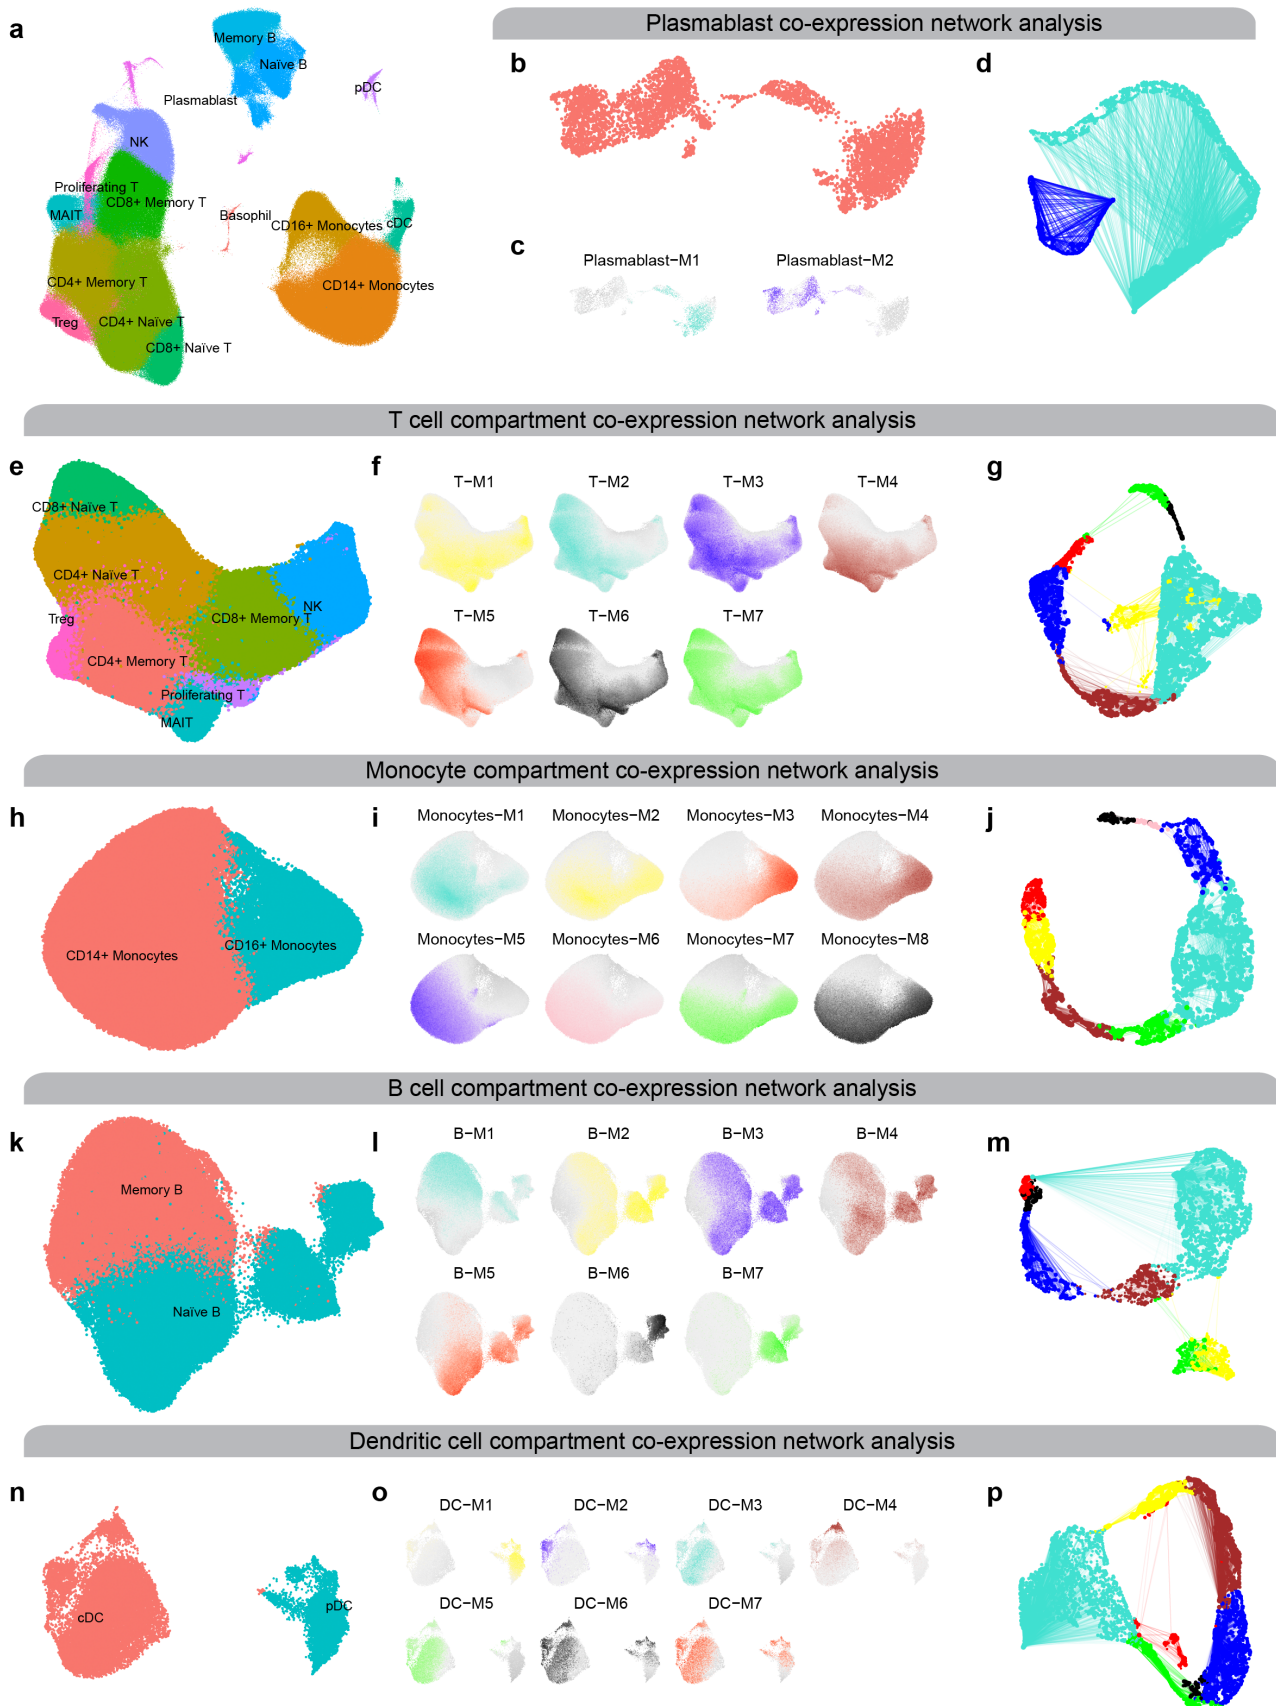 a
Memory B
Naïve B
Plasmablast
pDC
NK
Proliferating T
CD8+ Memory T
MAIT
Basophil
CD16+ Monocytes
cDC
CD4+ Memory T
CD14+ Monocytes
Treg
CD4+ Naïve T
CD8+ Naïve T
Plasmablast co-expression network analysis
b
d
c
Plasmablast−M1
Plasmablast−M2
T cell compartment co-expression network analysis
e
CD8+ Naïve T
CD4+ Naïve T
Treg
CD8+ Memory T
NK
CD4+ Memory T
Proliferating T
MAIT
f
T−M1
T−M2
T−M3
T−M4
T−M5
T−M6
T−M7
g
Monocyte compartment co-expression network analysis
h
CD14+ Monocytes
CD16+ Monocytes
i
Monocytes−M1
Monocytes−M2
Monocytes−M3
Monocytes−M4
Monocytes−M5
Monocytes−M6
Monocytes−M7
Monocytes−M8
j
B cell compartment co-expression network analysis
k
Memory B
Naïve B
l
B−M1
B−M2
B−M3
B−M4
B−M5
B−M6
B−M7
m
Dendritic cell compartment co-expression network analysis
n
cDC
pDC
o
DC−M1
DC−M2
DC−M3
DC−M4
DC−M5
DC−M6
DC−M7
p